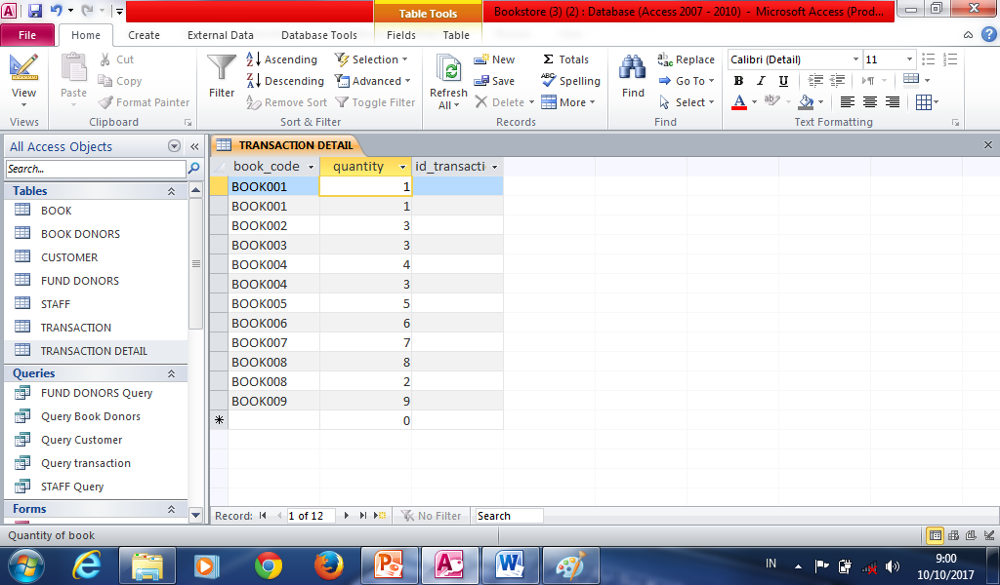 Table Tools
Bookstore (3) (2) : Database (Access 2007 - 2010) - Microsoft Access (Prod...
File Home Create External Data Database Tools Fields Table
View
Paste
Cut
Copy
Format Painter
Filter
Ascending
Descending
Remove Sort
Selection
Advanced
Toggle Filter
Refresh All
New
Save
Delete
Totals
Spelling
More
Find
Replace
Go To
Select
Calibri (Detail) 11
B I U
Views Clipboard Sort & Filter Records Find Text Formatting
All Access Objects
Search...
Tables
BOOK
BOOK DONORS
CUSTOMER
FUND DONORS
STAFF
TRANSACTION
TRANSACTION DETAIL
Queries
FUND DONORS Query
Query Book Donors
Query Customer
Query transaction
STAFF Query
Forms
TRANSACTION DETAIL
book_code quantity id_transacti
BOOK001 1
BOOK001 1
BOOK002 3
BOOK003 3
BOOK004 4
BOOK004 3
BOOK005 5
BOOK006 6
BOOK007 7
BOOK008 8
BOOK008 2
BOOK009 9
0
Record: 1 of 12 No Filter Search
Quantity of book
IN
9:00
10/10/2017